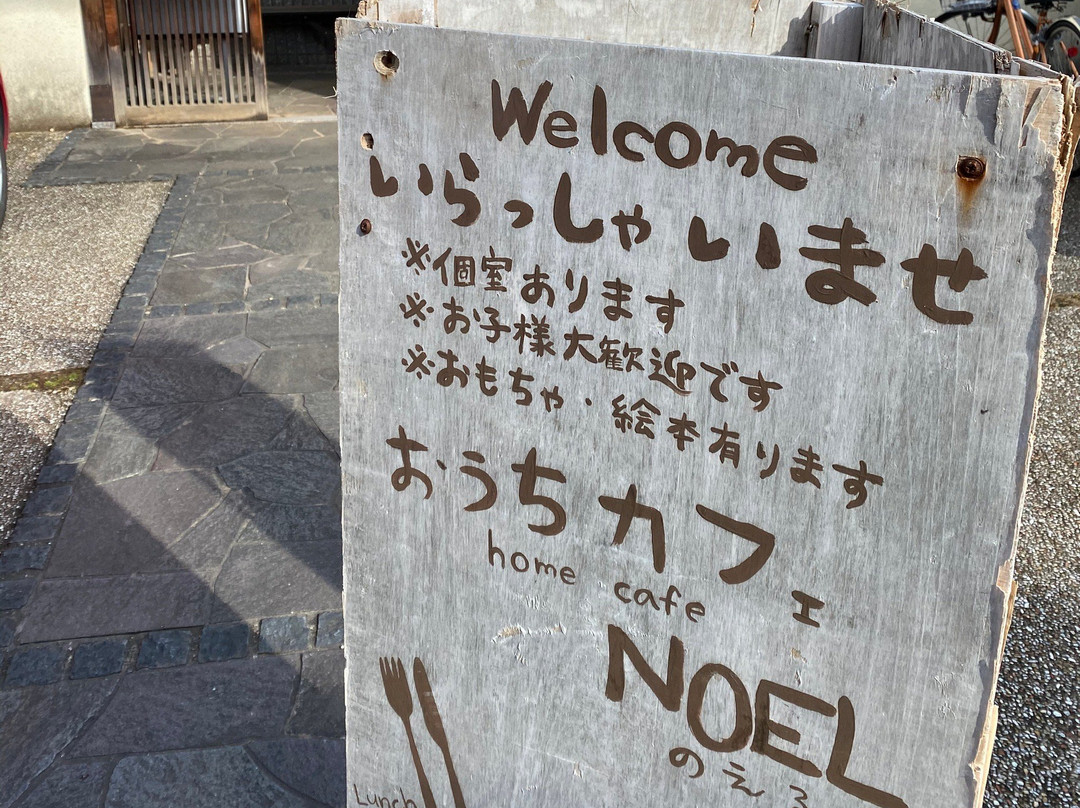 Welcome
いらっしゃいませ
※個室あります
※お子様大歓迎です
※おもちゃ・絵本有ります
おうちカフェ
home cafe
NOEL
のえる
Lunch